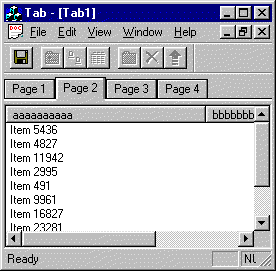 Tab - [Tab1]
File Edit View Window Help
Page 1 Page 2 Page 3 Page 4
aaaaaaaaaa bbbbbbb
Item 5436
Item 4827
Item 11942
Item 2995
Item 491
Item 9961
Item 16827
Item 23281
Ready